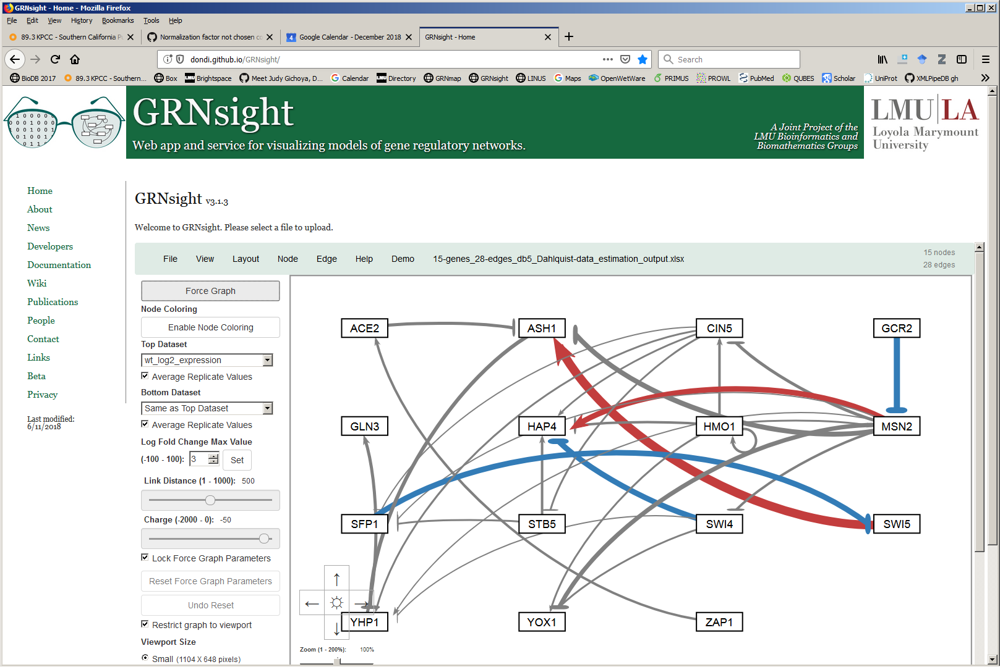 GRNsight - Home - Mozilla Firefox
File Edit View History Bookmarks Tools Help
89.3 KPCC - Southern California P
Normalization factor not chosen co
4 Google Calendar - December 2018
GRNsight - Home
dondi.github.io/GRNsight/
Search
BioDB 2017 89.3 KPCC - Southern... Box Brightspace Meet Judy Gichoya, D... Calendar Directory GRNmap GRNsight LINUS Maps OpenWetWare PRIMUS PROWL PubMed QUBES Scholar UniProt XMLPipeDB gh
GRNsight
Web app and service for visualizing models of gene regulatory networks.
A Joint Project of the
LMU Bioinformatics and
Biomathematics Groups
LMU LA
Loyola Marymount
University
Home
About
News
Developers
Documentation
Wiki
Publications
People
Contact
Links
Beta
Privacy
Last modified:
6/11/2018
GRNsight v3.1.3
Welcome to GRNsight. Please select a file to upload.
File View Layout Node Edge Help Demo 15-genes_28-edges_db5_Dahlquist-data_estimation_output.xlsx
15 nodes
28 edges
Force Graph
Node Coloring
Enable Node Coloring
Top Dataset
wt_log2_expression
Average Replicate Values
Bottom Dataset
Same as Top Dataset
Average Replicate Values
Log Fold Change Max Value
(-100 - 100): 3 Set
Link Distance (1 - 1000): 500
Charge (-2000 - 0): -50
Lock Force Graph Parameters
Reset Force Graph Parameters
Undo Reset
Restrict graph to viewport
Viewport Size
Small (1104 X 648 pixels)
ACE2 ASH1 CIN5 GCR2
GLN3 HAP4 HMO1 MSN2
SFP1 STB5 SWI4 SWI5
YHP1 YOX1 ZAP1
Zoom (1 - 200%): 100%